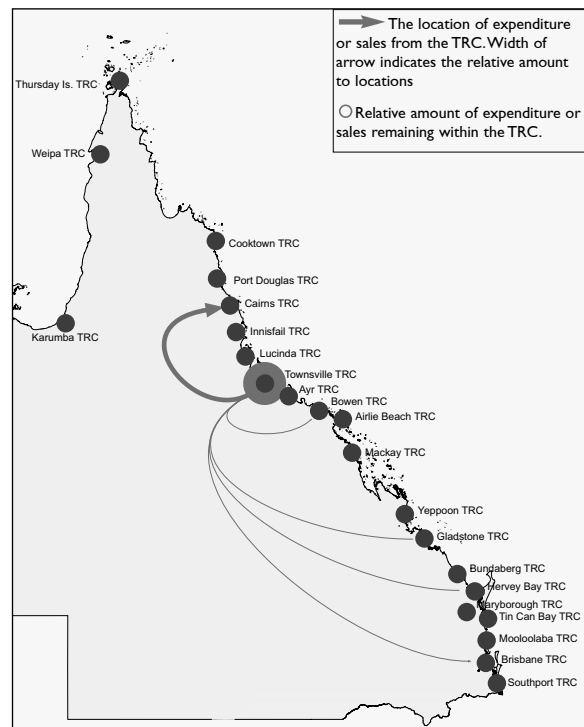 The location of expenditure
or sales from the TRC. Width of
arrow indicates the relative amount
to locations
Relative amount of expenditure or
sales remaining within the TRC.
Thursday Is. TRC
Weipa TRC
Cooktown TRC
Port Douglas TRC
Cairns TRC
Karumba TRC
Innisfail TRC
Lucinda TRC
Townsville TRC
Ayr TRC
Bowen TRC
Airlie Beach TRC
Mackay TRC
Yeppoon TRC
Gladstone TRC
Bundaberg TRC
Hervey Bay TRC
Maryborough TRC
Tin Can Bay TRC
Mooloolaba TRC
Brisbane TRC
Southport TRC